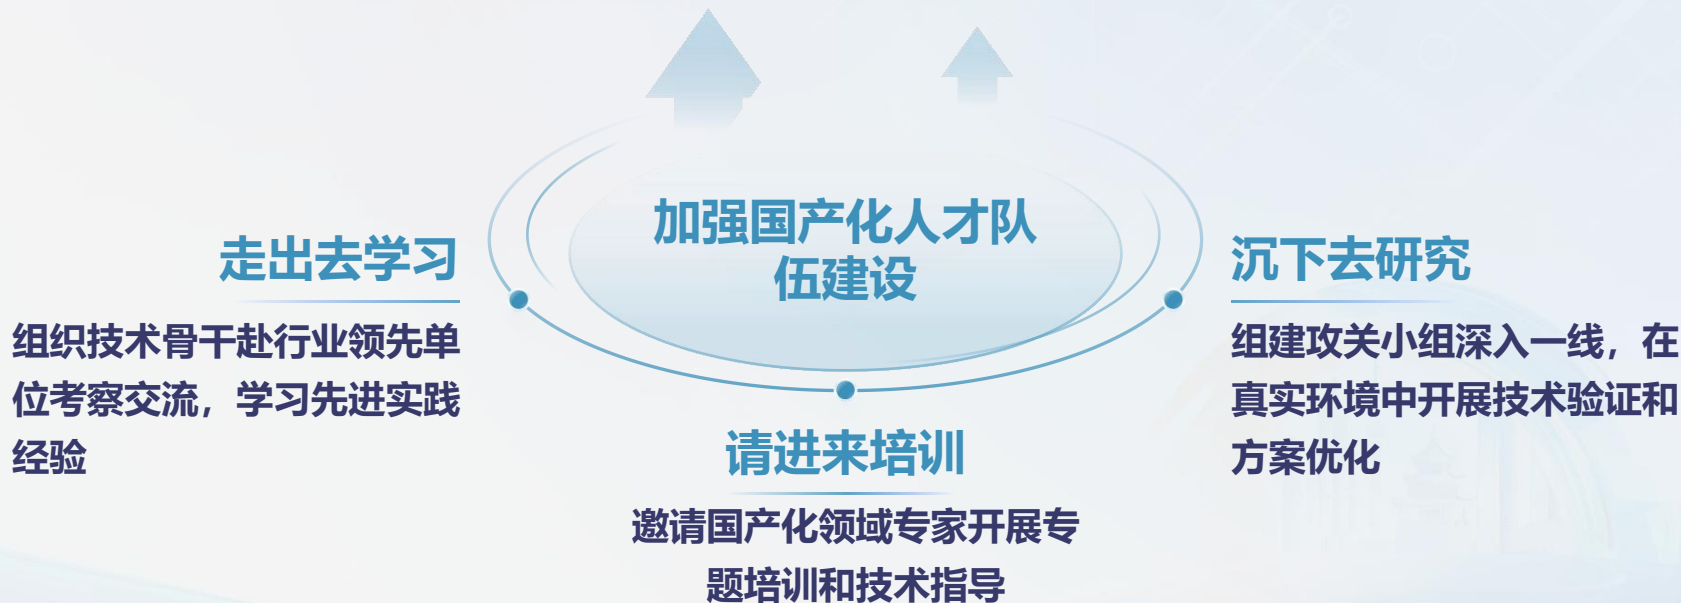 加强国产化人才队
伍建设
走出去学习
组织技术骨干赴行业领先单
位考察交流，学习先进实践
经验
请进来培训
邀请国产化领域专家开展专
题培训和技术指导
沉下去研究
组建攻关小组深入一线，在
真实环境中开展技术验证和
方案优化